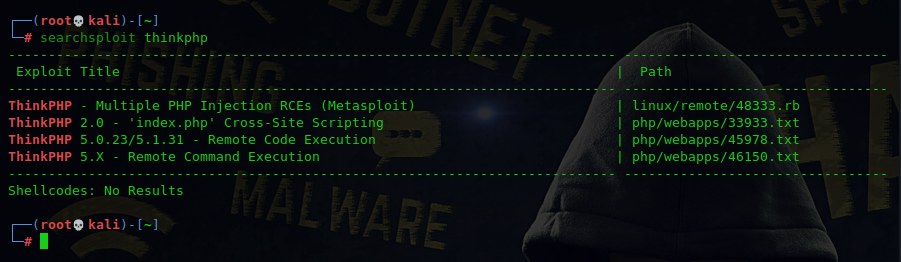 ┌──(root💀kali)-[~]
└─# searchsploit thinkphp
---------------------------------------------------------------------------- ---------------------------------
 Exploit Title                                                              |  Path
---------------------------------------------------------------------------- ---------------------------------
ThinkPHP - Multiple PHP Injection RCEs (Metasploit)                         | linux/remote/48333.rb
ThinkPHP 2.0 - 'index.php' Cross-Site Scripting                             | php/webapps/33933.txt
ThinkPHP 5.0.23/5.1.31 - Remote Code Execution                              | php/webapps/45978.txt
ThinkPHP 5.X - Remote Command Execution                                     | php/webapps/46150.txt
---------------------------------------------------------------------------- ---------------------------------
Shellcodes: No Results
┌──(root💀kali)-[~]
└─#
PHISHING
MALWARE